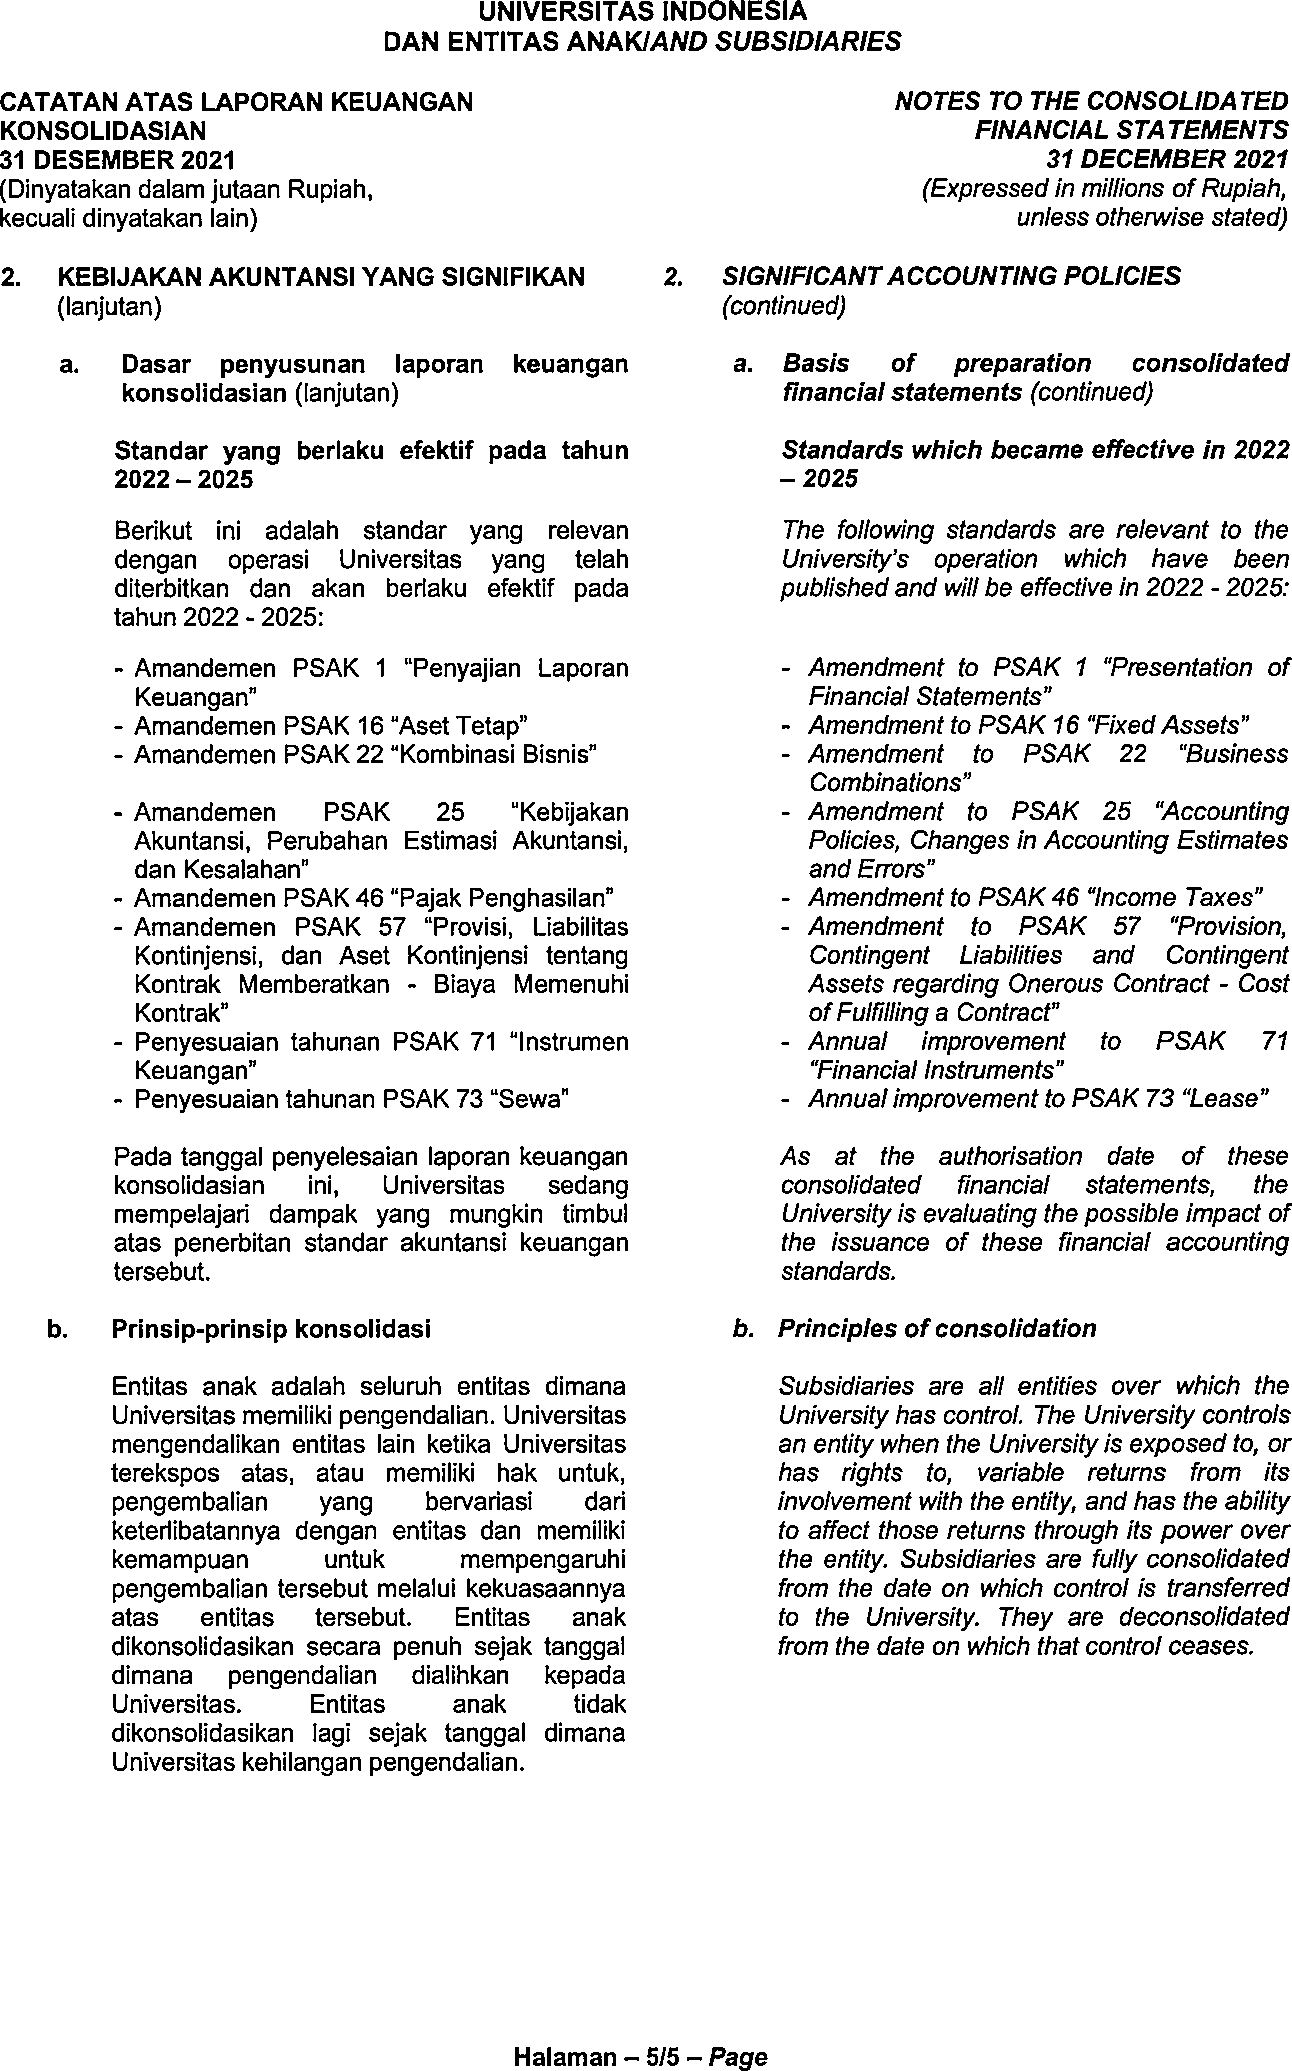 UNIVERSITAS INDONESIA
DAN ENTITAS ANAK/AND SUBSIDIARIES
CATATAN ATAS LAPORAN KEUANGAN
KONSOLIDASIAN
31 DESEMBER 2021
(Dinyatakan dalam jutaan Rupiah,
kecuali dinyatakan lain)
NOTES TO THE CONSOLIDATED
FINANCIAL STATEMENTS
31 DECEMBER 2021
(Expressed in millions of Rupiah,
unless otherwise stated)
2. KEBIJAKAN AKUNTANSI YANG SIGNIFIKAN
(lanjutan)
a. Dasar penyusunan laporan keuangan
konsolidasian (lanjutan)
Standar yang berlaku efektif pada tahun
2022 – 2025
Berikut ini adalah standar yang relevan
dengan operasi Universitas yang telah
diterbitkan dan akan berlaku efektif pada
tahun 2022 - 2025:
- Amandemen PSAK 1 “Penyajian Laporan
Keuangan”
- Amandemen PSAK 16 “Aset Tetap”
- Amandemen PSAK 22 “Kombinasi Bisnis”
- Amandemen PSAK 25 “Kebijakan
Akuntansi, Perubahan Estimasi Akuntansi,
dan Kesalahan”
- Amandemen PSAK 46 “Pajak Penghasilan”
- Amandemen PSAK 57 “Provisi, Liabilitas
Kontinjensi, dan Aset Kontinjensi tentang
Kontrak Memberatkan - Biaya Memenuhi
Kontrak”
- Penyesuaian tahunan PSAK 71 “Instrumen
Keuangan”
- Penyesuaian tahunan PSAK 73 “Sewa”
Pada tanggal penyelesaian laporan keuangan
konsolidasian ini, Universitas sedang
mempelajari dampak yang mungkin timbul
atas penerbitan standar akuntansi keuangan
tersebut.
b. Prinsip-prinsip konsolidasi
Entitas anak adalah seluruh entitas dimana
Universitas memiliki pengendalian. Universitas
mengendalikan entitas lain ketika Universitas
terekspos atas, atau memiliki hak untuk,
pengembalian yang bervariasi dari
keterlibatannya dengan entitas dan memiliki
kemampuan untuk mempengaruhi
pengembalian tersebut melalui kekuasaannya
atas entitas tersebut. Entitas anak
dikonsolidasikan secara penuh sejak tanggal
dimana pengendalian dialihkan kepada
Universitas. Entitas anak tidak
dikonsolidasikan lagi sejak tanggal dimana
Universitas kehilangan pengendalian.
2. SIGNIFICANT ACCOUNTING POLICIES
(continued)
a. Basis of preparation consolidated
financial statements (continued)
Standards which became effective in 2022
– 2025
The following standards are relevant to the
University's operation which have been
published and will be effective in 2022 - 2025:
- Amendment to PSAK 1 “Presentation of
Financial Statements”
- Amendment to PSAK 16 “Fixed Assets”
- Amendment to PSAK 22 “Business
Combinations”
- Amendment to PSAK 25 “Accounting
Policies, Changes in Accounting Estimates
and Errors”
- Amendment to PSAK 46 “Income Taxes”
- Amendment to PSAK 57 “Provision,
Contingent Liabilities and Contingent
Assets regarding Onerous Contract - Cost
of Fulfilling a Contract”
- Annual improvement to PSAK 71
“Financial Instruments”
- Annual improvement to PSAK 73 “Lease”
As at the authorisation date of these
consolidated financial statements, the
University is evaluating the possible impact of
the issuance of these financial accounting
standards.
b. Principles of consolidation
Subsidiaries are all entities over which the
University has control. The University controls
an entity when the University is exposed to, or
has rights to, variable returns from its
involvement with the entity, and has the ability
to affect those returns through its power over
the entity. Subsidiaries are fully consolidated
from the date on which control is transferred
to the University. They are deconsolidated
from the date on which that control ceases.
Halaman – 5/5 – Page